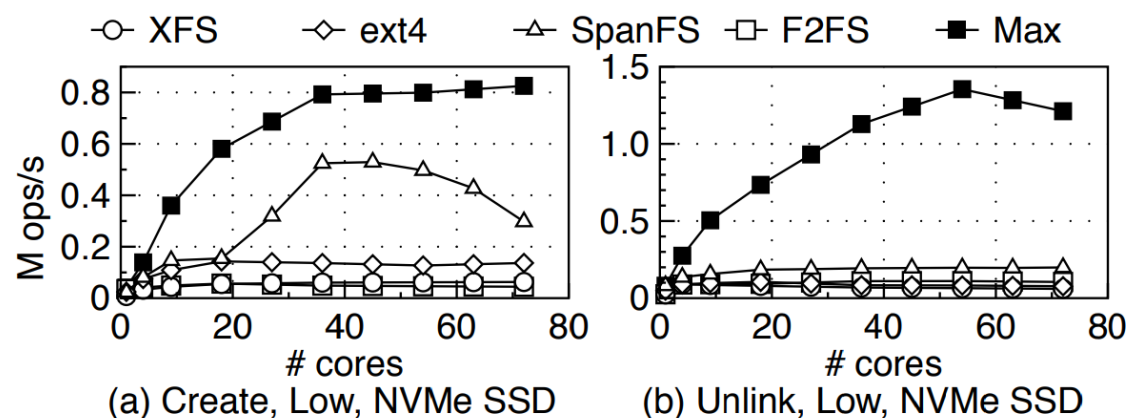 XFS ext4 SpanFS F2FS Max
M ops/s
0.8
0.6
0.4
0.2
0
0 20 40 60 80
# cores
(a) Create, Low, NVMe SSD
1.5
1.0
0.5
0
0 20 40 60 80
# cores
(b) Unlink, Low, NVMe SSD